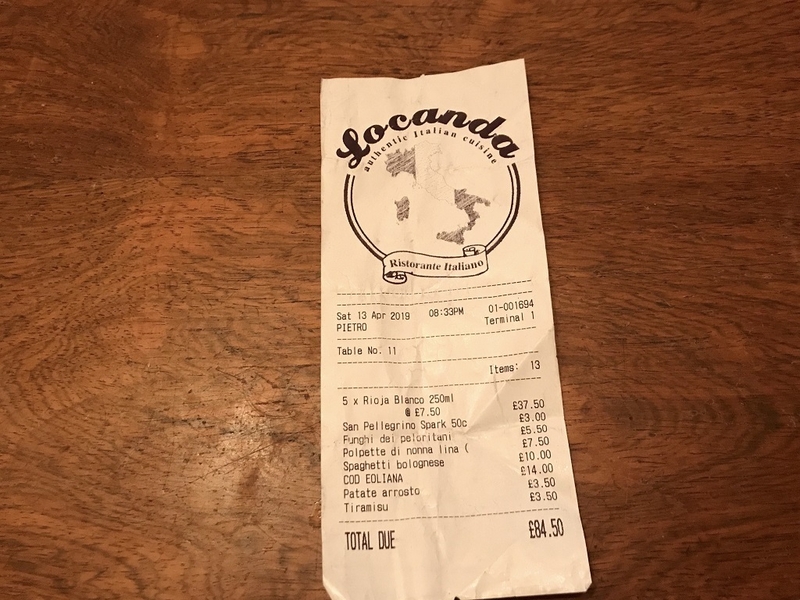 Locanda
authentic Italian cuisine
Ristorante Italiano
Sat 13 Apr 2019 08:33PM 01-001694
PIETRO Terminal 1
Table No. 11
Items: 13
5 x Rioja Blanco 250ml
@ £7.50 £37.50
San Pellegrino Spark 50c £3.00
Funghi dei peloritani £5.50
Polpette di nonna lina ( £7.50
Spaghetti bolognese £10.00
COD EOLIANA £14.00
Patate arrosto £3.50
Tiramisu £3.50
TOTAL DUE £84.50